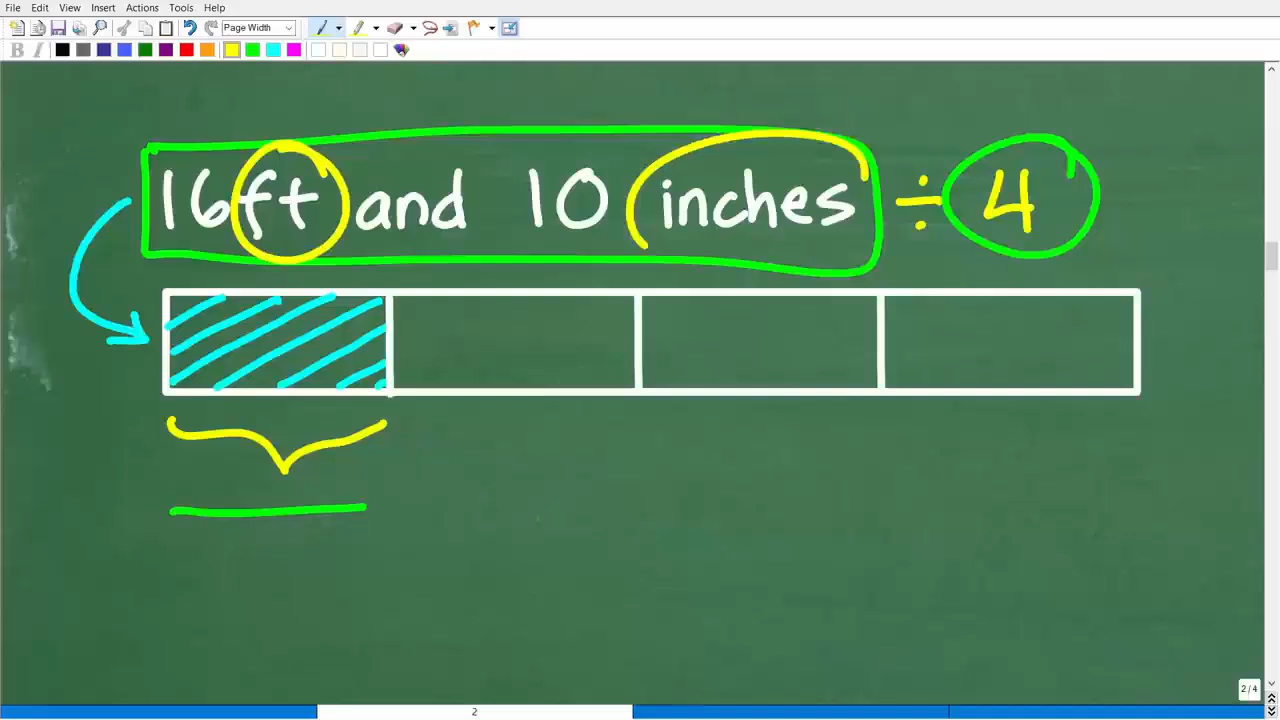 File Edit View Insert Actions Tools Help
Page Width
B I
16ft and 10 inches ÷ 4
2/4
2